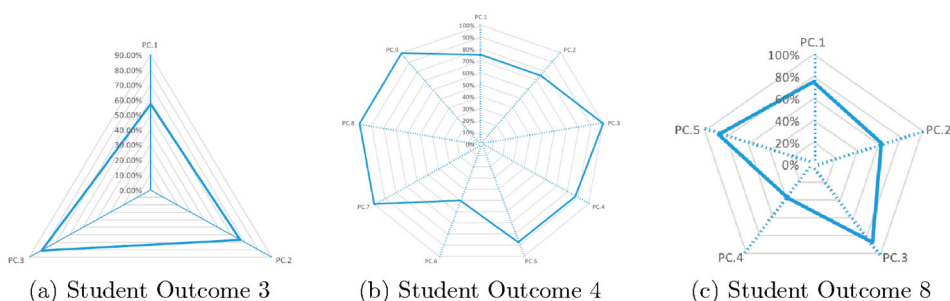 PC.1
90.00%
80.00%
70.00%
60.00%
50.00%
40.00%
30.00%
20.00%
10.00%
0.00%
PC.3
PC.2
(a) Student Outcome 3
PC.1
100%
90%
80%
70%
60%
50%
40%
30%
20%
10%
0%
PC.2
PC.3
PC.4
PC.5
PC.6
PC.7
PC.8
PC.9
(b) Student Outcome 4
PC.1
100%
80%
60%
40%
20%
0%
PC.2
PC.3
PC.4
PC.5
(c) Student Outcome 8